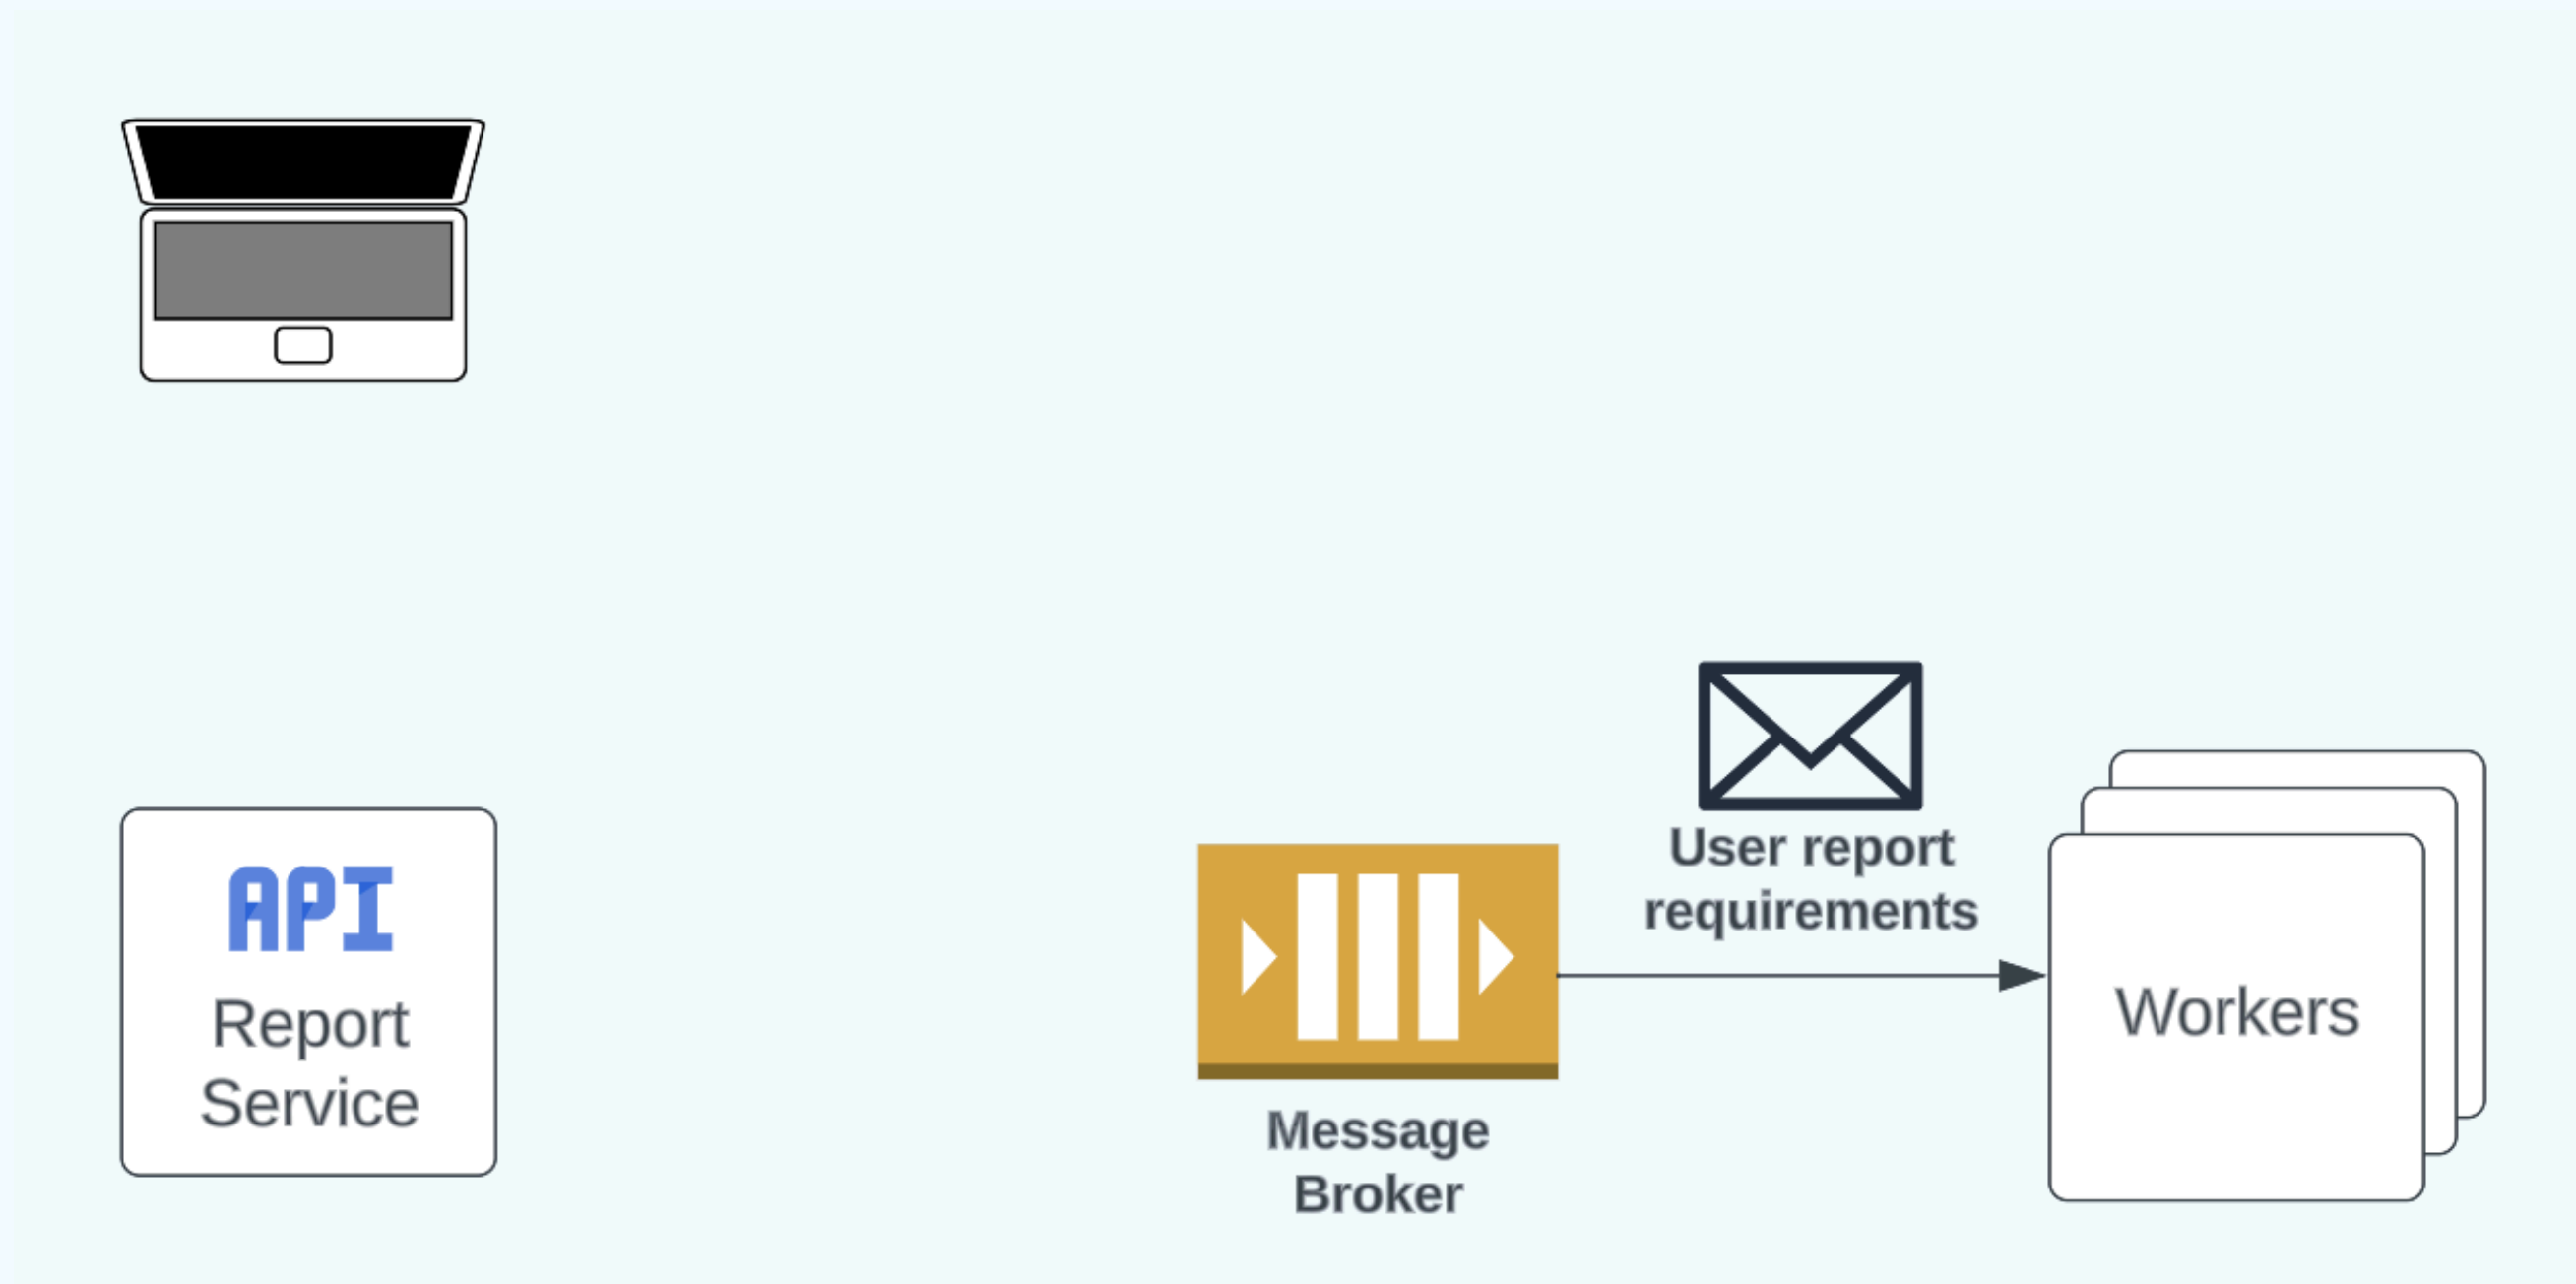 User report
requirements
API
Report
Service
Workers
Message
Broker